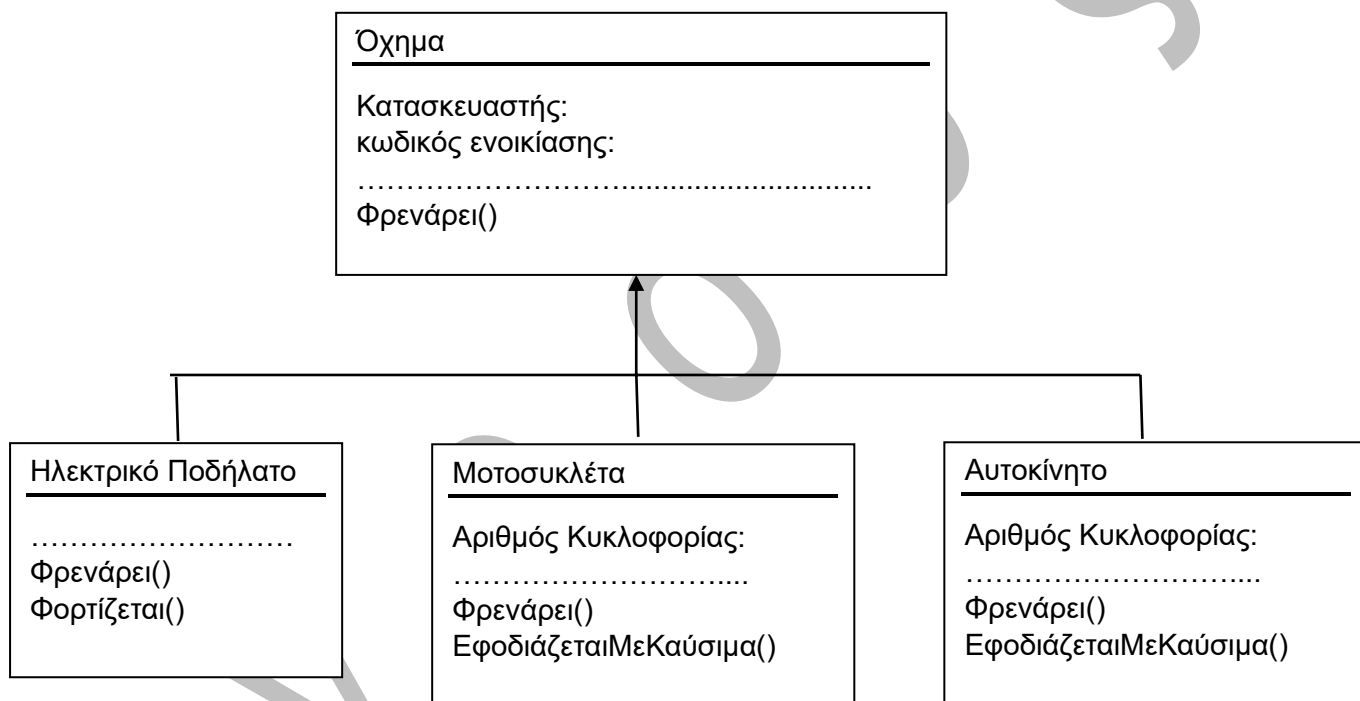 Όχημα
Κατασκευαστής:
κωδικός ενοικίασης:
………………………...............................
Φρενάρει()
Ηλεκτρικό Ποδήλατο
………………………
Φρενάρει()
Φορτίζεται()
Μοτοσυκλέτα
Αριθμός Κυκλοφορίας:
………………………....
Φρενάρει()
ΕφοδιάζεταιΜεΚαύσιμα()
Αυτοκίνητο
Αριθμός Κυκλοφορίας:
………………………...
Φρενάρει()
ΕφοδιάζεταιΜεΚαύσιμα()